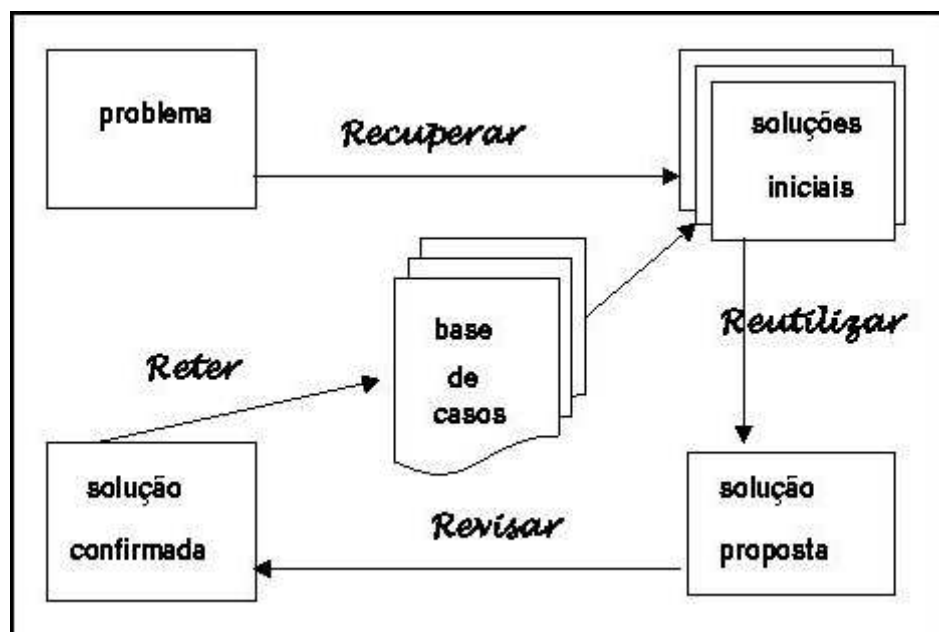 problema
Recuperar
soluções
iniciais
Reutilizar
base
de
casos
Reter
solução
confirmada
Revisar
solução
proposta